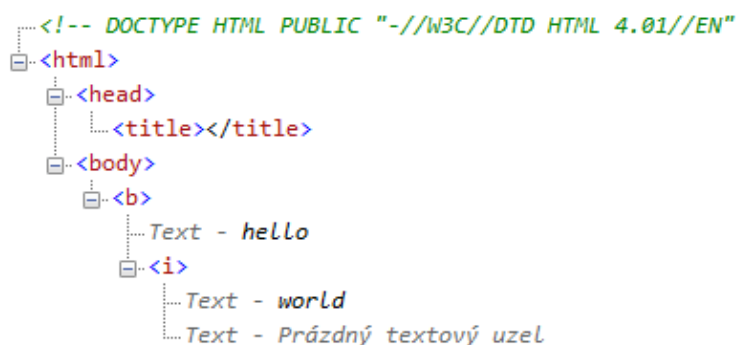 <!-- DOCTYPE HTML PUBLIC "-//W3C//DTD HTML 4.01//EN"
<html>
<head>
<title></title>
<body>
<b>
Text - hello
<i>
Text - world
Text - Prázdný textový uzel